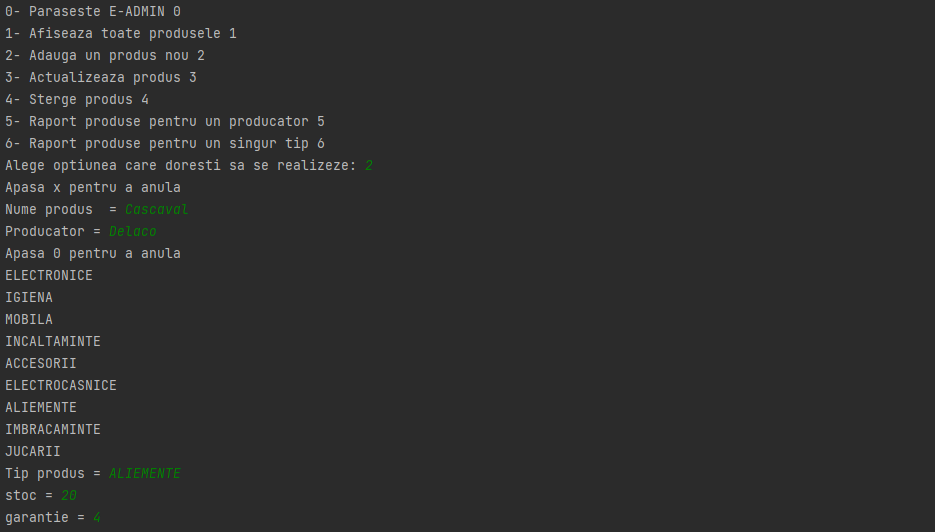 0- Paraseste E-ADMIN 0
1- Afiseaza toate produsele 1
2- Adauga un produs nou 2
3- Actualizeaza produs 3
4- Sterge produs 4
5- Raport produse pentru un producator 5
6- Raport produse pentru un singur tip 6
Alege optiunea care doresti sa se realizeze: 2
Apasa x pentru a anula
Nume produs  = Cascaval
Producator = Delaco
Apasa 0 pentru a anula
ELECTRONICE
IGIENA
MOBILA
INCALTAMINTE
ACCESORII
ELECTROCASNICE
ALIEMENTE
IMBRACAMINTE
JUCARII
Tip produs = ALIEMENTE
stoc = 20
garantie = 4